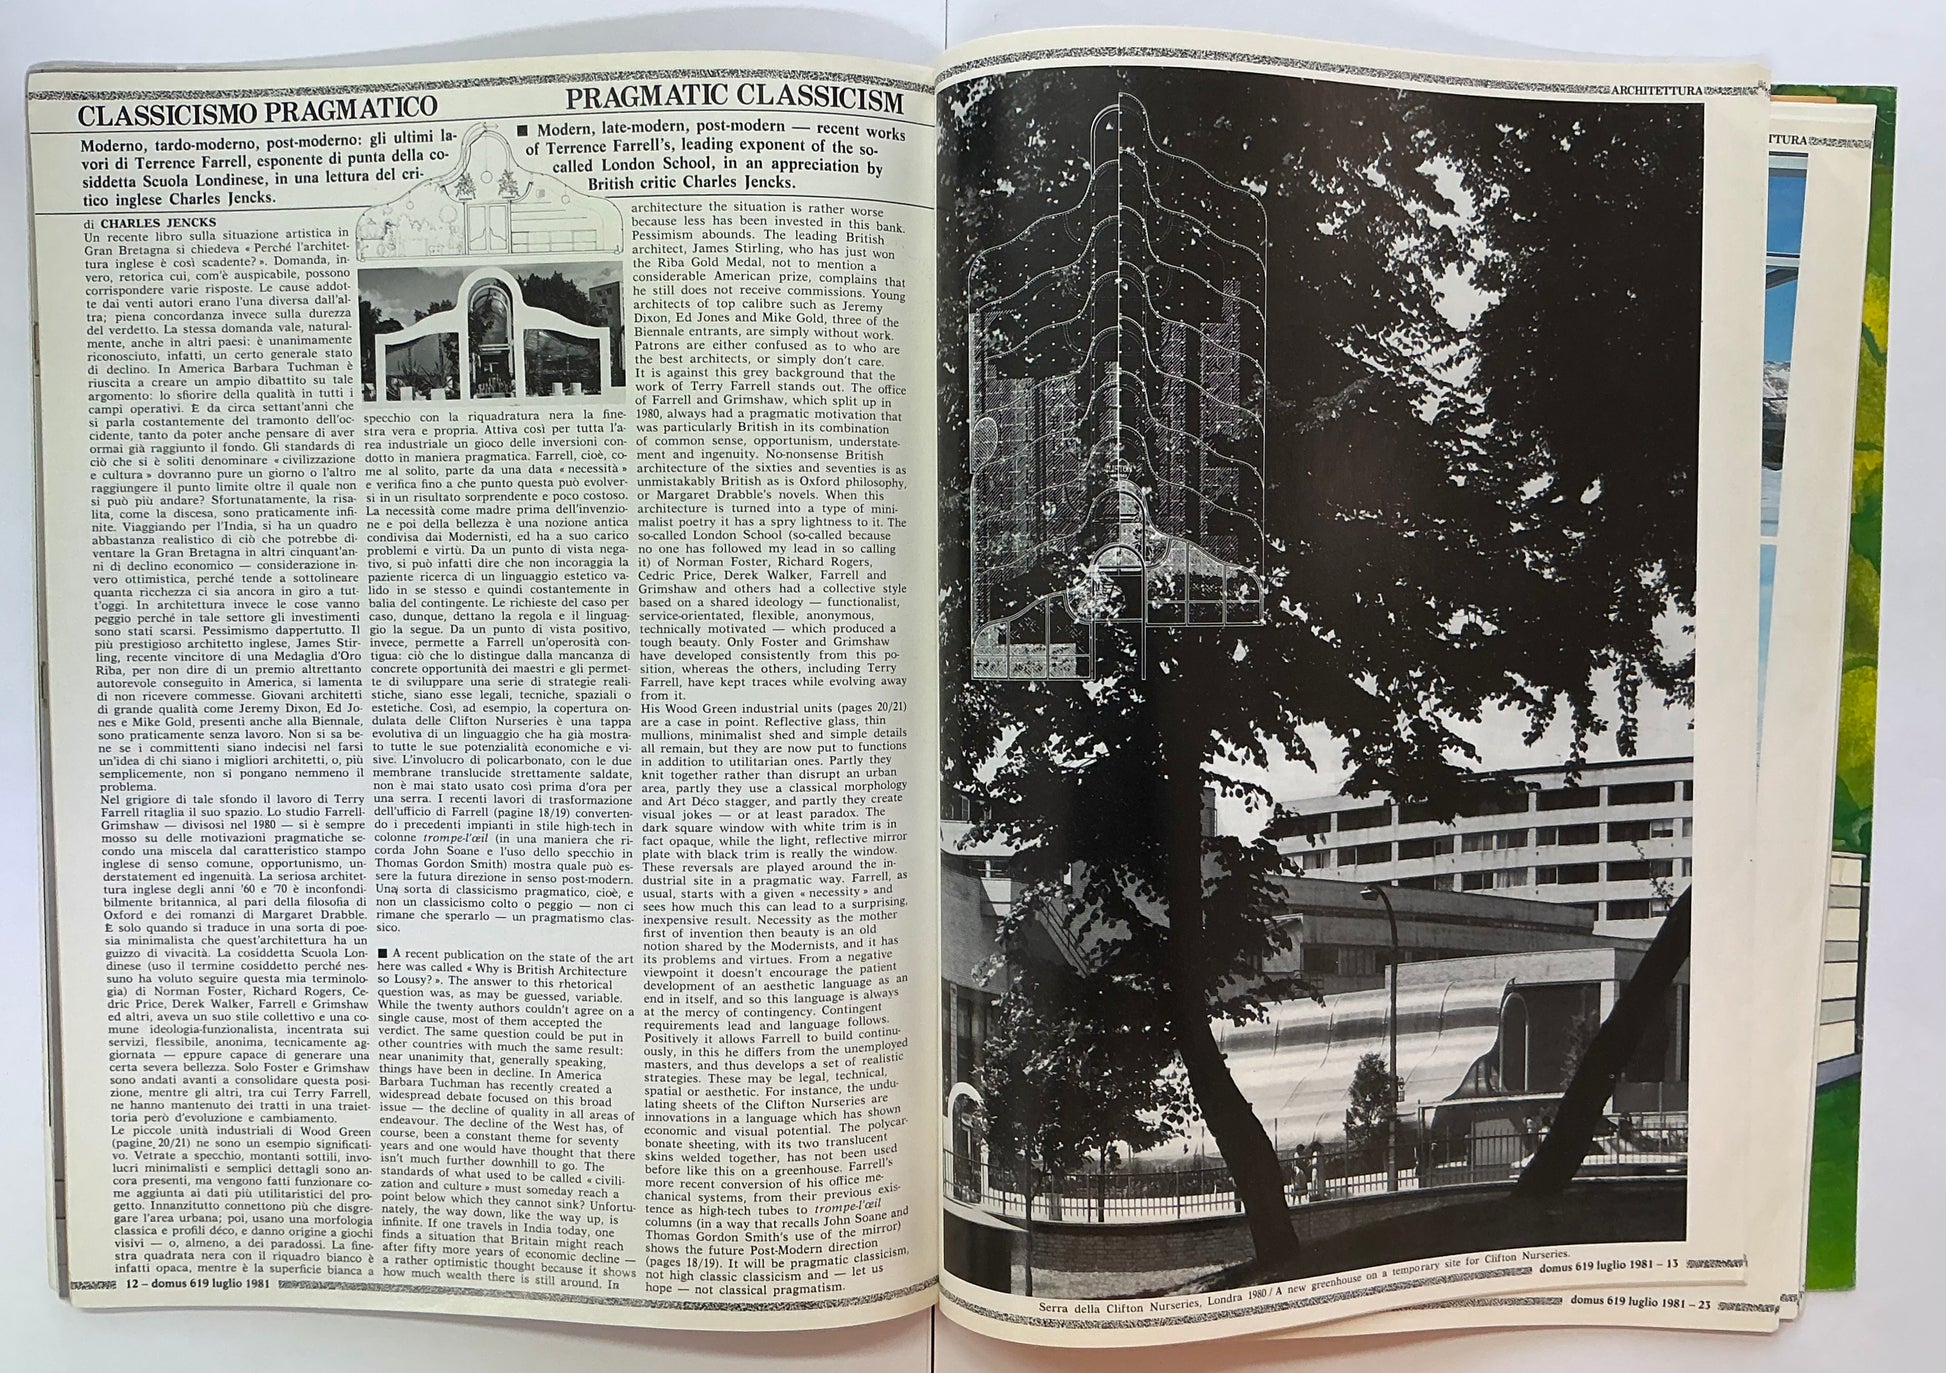 CLASSICISMO PRAGMATICO
Moderno, tardo-moderno, post-moderno: gli ultimi la-
vori di Terrence Farrell, esponente di punta della co-
siddetta Scuola Londinese, in una lettura del cri-
tico inglese Charles Jencks.
PRAGMATIC CLASSICISM
■ Modern, late-modern, post-modern — recent works
of Terrence Farrell's, leading exponent of the so-
called London School, in an appreciation by
British critic Charles Jencks.
di CHARLES JENCKS
Un recente libro sulla situazione artistica in
Gran Bretagna si chiedeva « Perché l'architet-
tura inglese è così scadente? ». Domanda, in-
vero, retorica cui, com'è auspicabile, possono
corrispondere varie risposte. Le cause addot-
te dai venti autori erano l'una diversa dall'al-
tra; piena concordanza invece sulla durezza
del verdetto. La stessa domanda vale, natural-
mente, anche in altri paesi: è unanimamente
riconosciuto, infatti, un certo generale stato
di declino. In America Barbara Tuchman è
riuscita a creare un ampio dibattito su tale
argomento: lo sfiorire della qualità in tutti i
campi operativi. È da circa settant'anni che
si parla costantemente del tramonto dell'oc-
cidente, tanto da poter anche pensare di aver
ormai già raggiunto il fondo. Gli standards di
ciò che si è soliti denominare « civilizzazione
e cultura » dovranno pure un giorno o l'altro
raggiungere il punto limite oltre il quale non
si può più andare? Sfortunatamente, la risa-
lita, come la discesa, sono praticamente infi-
nite. Viaggiando per l'India, si ha un quadro
abbastanza realistico di ciò che potrebbe di-
ventare la Gran Bretagna in altri cinquant'an-
ni di declino economico — considerazione in-
vero ottimistica, perché tende a sottolineare
quanta ricchezza ci sia ancora in giro a tut-
t'oggi. In architettura invece le cose vanno
peggio perché in tale settore gli investimenti
sono stati scarsi. Pessimismo dappertutto. Il
più prestigioso architetto inglese, James Stir-
ling, recente vincitore di una Medaglia d'Oro
Riba, per non dire di un premio altrettanto
autorevole conseguito in America, si lamenta
di non ricevere commesse. Giovani architetti
di grande qualità come Jeremy Dixon, Ed Jo-
nes e Mike Gold, presenti anche alla Biennale,
sono praticamente senza lavoro. Non si sa be-
ne se i committenti siano indecisi nel farsi
un'idea di chi siano i migliori architetti, o, più
semplicemente, non si pongano nemmeno il
problema.
Nel grigiore di tale sfondo il lavoro di Terry
Farrell ritaglia il suo spazio. Lo studio Farrell-
Grimshaw — divisosi nel 1980 — si è sempre
mosso su delle motivazioni pragmatiche se-
condo una miscela dal caratteristico stampo
inglese di senso comune, opportunismo, un-
derstatement ed ingenuità. La seriosa architet-
tura inglese degli anni '60 e '70 è inconfondi-
bilmente britannica, al pari della filosofia di
Oxford e dei romanzi di Margaret Drabble.
È solo quando si traduce in una sorta di poe-
sia minimalista che quest'architettura ha un
guizzo di vivacità. La cosiddetta Scuola Lon-
dinese (uso il termine cosiddetto perché nes-
suno ha voluto seguire questa mia terminolo-
gia) di Norman Foster, Richard Rogers, Ce-
dric Price, Derek Walker, Farrell e Grimshaw
ed altri, aveva un suo stile collettivo e una co-
mune ideologia-funzionalista, incentrata sui
servizi, flessibile, anonima, tecnicamente ag-
giornata — eppure capace di generare una
certa severa bellezza. Solo Foster e Grimshaw
sono andati avanti a consolidare questa posi-
zione, mentre gli altri, tra cui Terry Farrell,
ne hanno mantenuto dei tratti in una traiet-
toria però d'evoluzione e cambiamento.
Le piccole unità industriali di Wood Green
(pagine 20/21) ne sono un esempio significati-
vo. Vetrate a specchio, montanti sottili, invo-
lucri minimalisti e semplici dettagli sono an-
cora presenti, ma vengono fatti funzionare co-
me aggiunta ai dati più utilitaristici del pro-
getto. Innanzitutto connettono più che disgre-
gare l'area urbana; poi, usano una morfologia
classica e profili déco, e danno origine a giochi
visivi — o, almeno, a dei paradossi. La fine-
stra quadrata nera con il riquadro bianco è
infatti opaca, mentre è la superficie bianca a
specchio con la riquadratura nera la fine-
stra vera e propria. Attiva così per tutta l'a-
rea industriale un gioco delle inversioni con-
dotto in maniera pragmatica. Farrell, cioè, co-
me al solito, parte da una data « necessità »
e verifica fino a che punto questa può evolver-
si in un risultato sorprendente e poco costoso.
La necessità come madre prima dell'invenzio-
ne e poi della bellezza è una nozione antica
condivisa dai Modernisti, ed ha a suo carico
problemi e virtù. Da un punto di vista nega-
tivo, si può infatti dire che non incoraggia la
paziente ricerca di un linguaggio estetico va-
lido in se stesso e quindi costantemente in
balia del contingente. Le richieste del caso per
caso, dunque, dettano la regola e il linguag-
gio la segue. Da un punto di vista positivo,
invece, permette a Farrell un'operosità con-
tigua: ciò che lo distingue dalla mancanza di
concrete opportunità dei maestri e gli permet-
te di sviluppare una serie di strategie reali-
stiche, siano esse legali, tecniche, spaziali o
estetiche. Così, ad esempio, la copertura on-
dulata delle Clifton Nurseries è una tappa
evolutiva di un linguaggio che ha già mostra-
to tutte le sue potenzialità economiche e vi-
sive. L'involucro di policarbonato, con le due
membrane translucide strettamente saldate,
non è mai stato usato così prima d'ora per
una serra. I recenti lavori di trasformazione
dell'ufficio di Farrell (pagine 18/19) converten-
do i precedenti impianti in stile high-tech in
colonne trompe-l'œil (in una maniera che ri-
corda John Soane e l'uso dello specchio in
Thomas Gordon Smith) mostra quale può es-
sere la futura direzione in senso post-modern.
Una sorta di classicismo pragmatico, cioè, e
non un classicismo colto o peggio — non ci
rimane che sperarlo — un pragmatismo clas-
sico.
■ A recent publication on the state of the art
here was called « Why is British Architecture
so Lousy? ». The answer to this rhetorical
question was, as may be guessed, variable.
While the twenty authors couldn't agree on a
single cause, most of them accepted the
verdict. The same question could be put in
other countries with much the same result:
near unanimity that, generally speaking,
things have been in decline. In America
Barbara Tuchman has recently created a
widespread debate focused on this broad
issue — the decline of quality in all areas of
endeavour. The decline of the West has, of
course, been a constant theme for seventy
years and one would have thought that there
isn't much further downhill to go. The
standards of what used to be called « civili-
zation and culture » must someday reach a
point below which they cannot sink? Unfortu-
nately, the way down, like the way up, is
infinite. If one travels in India today, one
finds a situation that Britain might reach
after fifty more years of economic decline —
a rather optimistic thought because it shows
how much wealth there is still around. In
architecture the situation is rather worse
because less has been invested in this bank.
Pessimism abounds. The leading British
architect, James Stirling, who has just won
the Riba Gold Medal, not to mention a
considerable American prize, complains that
he still does not receive commissions. Young
architects of top calibre such as Jeremy
Dixon, Ed Jones and Mike Gold, three of the
Biennale entrants, are simply without work.
Patrons are either confused as to who are
the best architects, or simply don't care.
It is against this grey background that the
work of Terry Farrell stands out. The office
of Farrell and Grimshaw, which split up in
1980, always had a pragmatic motivation that
was particularly British in its combination
of common sense, opportunism, understate-
ment and ingenuity. No-nonsense British
architecture of the sixties and seventies is as
unmistakably British as is Oxford philosophy,
or Margaret Drabble's novels. When this
architecture is turned into a type of mini-
malist poetry it has a spry lightness to it. The
so-called London School (so-called because
no one has followed my lead in so calling
it) of Norman Foster, Richard Rogers,
Cedric Price, Derek Walker, Farrell and
Grimshaw and others had a collective style
based on a shared ideology — functionalist,
service-orientated, flexible, anonymous,
technically motivated — which produced a
tough beauty. Only Foster and Grimshaw
have developed consistently from this po-
sition, whereas the others, including Terry
Farrell, have kept traces while evolving away
from it.
His Wood Green industrial units (pages 20/21)
are a case in point. Reflective glass, thin
mullions, minimalist shed and simple details
all remain, but they are now put to functions
in addition to utilitarian ones. Partly they
knit together rather than disrupt an urban
area, partly they use a classical morphology
and Art Déco stagger, and partly they create
visual jokes — or at least paradox. The
dark square window with white trim is in
fact opaque, while the light, reflective mirror
plate with black trim is really the window.
These reversals are played around the in-
dustrial site in a pragmatic way. Farrell, as
usual, starts with a given « necessity » and
sees how much this can lead to a surprising,
inexpensive result. Necessity as the mother
first of invention then beauty is an old
notion shared by the Modernists, and it has
its problems and virtues. From a negative
viewpoint it doesn't encourage the patient
development of an aesthetic language as an
end in itself, and so this language is always
at the mercy of contingency. Contingent
requirements lead and language follows.
Positively it allows Farrell to build continu-
ously, in this he differs from the unemployed
masters, and thus develops a set of realistic
strategies. These may be legal, technical,
spatial or aesthetic. For instance, the undu-
lating sheets of the Clifton Nurseries are
innovations in a language which has shown
economic and visual potential. The polycar-
bonate sheeting, with its two translucent
skins welded together, has not been used
before like this on a greenhouse. Farrell's
more recent conversion of his office me-
chanical systems, from their previous exis-
tence as high-tech tubes to trompe-l'œil
columns (in a way that recalls John Soane and
Thomas Gordon Smith's use of the mirror)
shows the future Post-Modern direction
(pages 18/19). It will be pragmatic classicism,
not high classic classicism and — let us
hope — not classical pragmatism.
12 – domus 619 luglio 1981
ARCHITETTURA
TTURA
Serra della Clifton Nurseries, Londra 1980 / A new greenhouse on a temporary site for Clifton Nurseries.
domus 619 luglio 1981 – 13
domus 619 luglio 1981 – 23